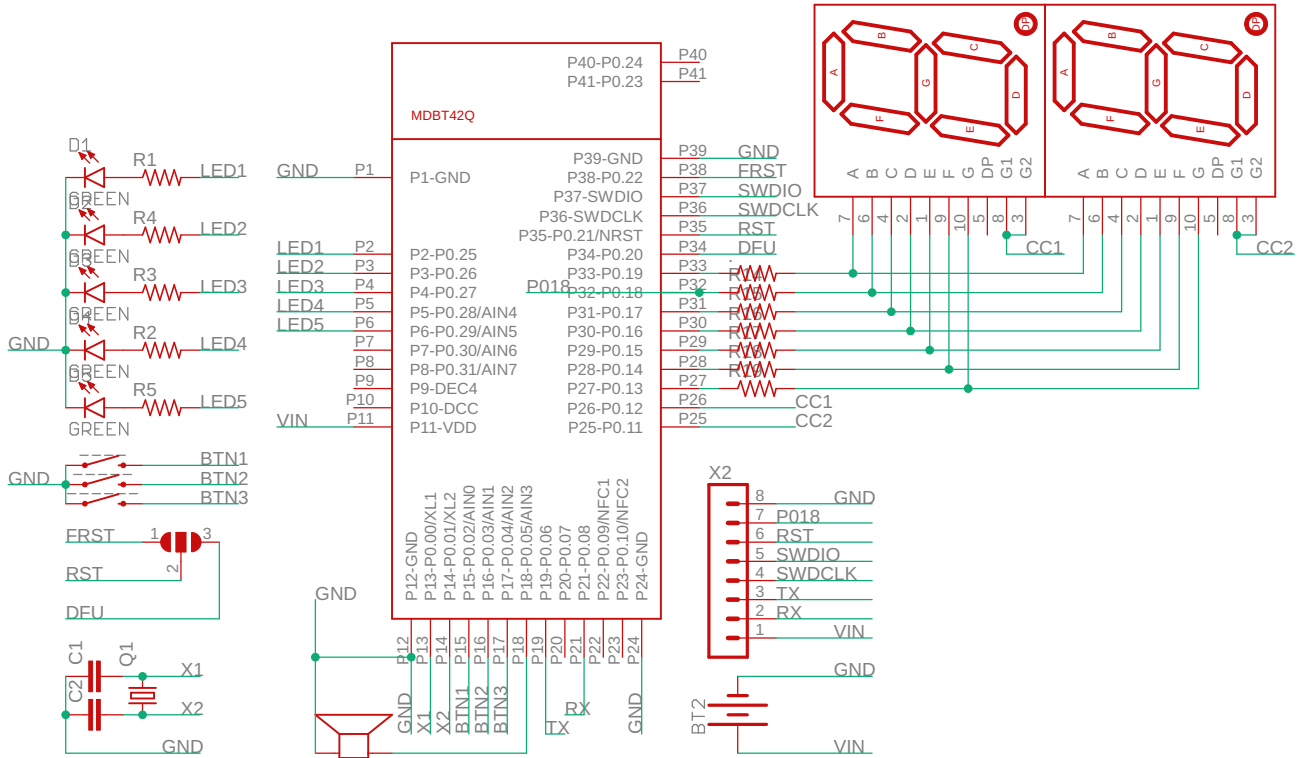 MDBT42Q
P40-P0.24 P40
P41-P0.23 P41
P1 P1-GND
P2 P2-P0.25
P3 P3-P0.26
P4 P4-P0.27
P5 P5-P0.28/AIN4
P6 P6-P0.29/AIN5
P7 P7-P0.30/AIN6
P8 P8-P0.31/AIN7
P9 P9-DEC4
P10 P10-DCC
P11 P11-VDD
GND
LED1
LED2
LED3
LED4
LED5
VIN
P39-GND P39 GND
P38-P0.22 P38 FRST
P37-SWDIO P37 SWDIO
P36-SWDCLK P36 SWDCLK
P35-P0.21/NRST P35 RST
P34-P0.20 P34 DFU
P33-P0.19 P33
P018 P32-P0.18 P32
P31-P0.17 P31
P30-P0.16 P30
P29-P0.15 P29
P28-P0.14 P28
P27-P0.13 P27
P26-P0.12 P26 CC1
P25-P0.11 P25 CC2
P12-GND
P13-P0.00/XL1
P14-P0.01/XL2
P15-P0.02/AIN0
P16-P0.03/AIN1
P17-P0.04/AIN2
P18-P0.05/AIN3
P19-P0.06
P20-P0.07
P21-P0.08
P22-P0.09/NFC1
P23-P0.10/NFC2
P24-GND
P12 P13 P14 P15 P16 P17 P18 P19 P20 P21 P22 P23 P24
GND X1 X2 BTN1 BTN2 BTN3 TX RX GND
GND
A B C D E F G DP
A B C D E F G DP
A B C D E F G DP G1 G2
7 6 4 2 1 9 10 5 8 3
A B C D E F G DP G1 G2
7 6 4 2 1 9 10 5 8 3
CC1
CC2
D1 R1 LED1
GREEN
R4 LED2
GREEN
R3 LED3
GREEN
R2 LED4
GND
GREEN
R5 LED5
GREEN
BTN1
GND BTN2
BTN3
FRST 1 3
RST 2
DFU
C1 Q1 X1
C2 X2
GND
X2
8 GND
7 P018
6 RST
5 SWDIO
4 SWDCLK
3 TX
2 RX
1 VIN
GND
BT2
VIN